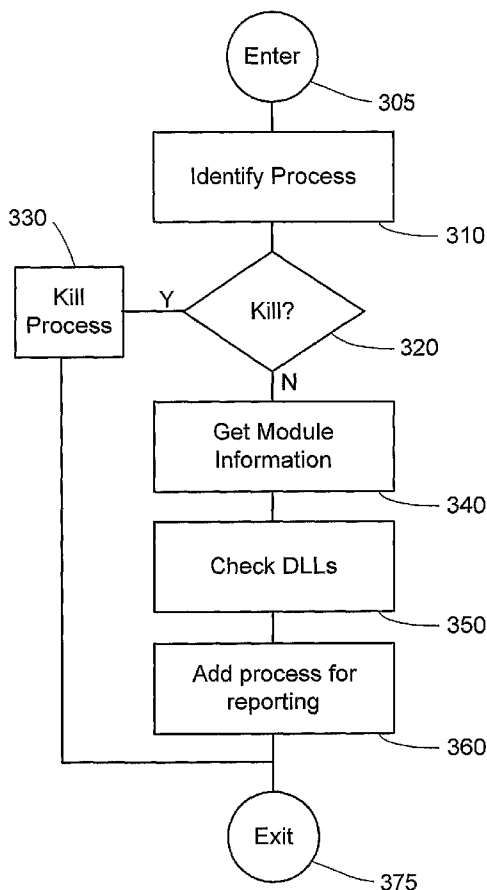 Enter
305
Identify Process
310
330
Kill
Process
Y
Kill?
320
N
Get Module
Information
340
Check DLLs
350
Add process for
reporting
360
Exit
375